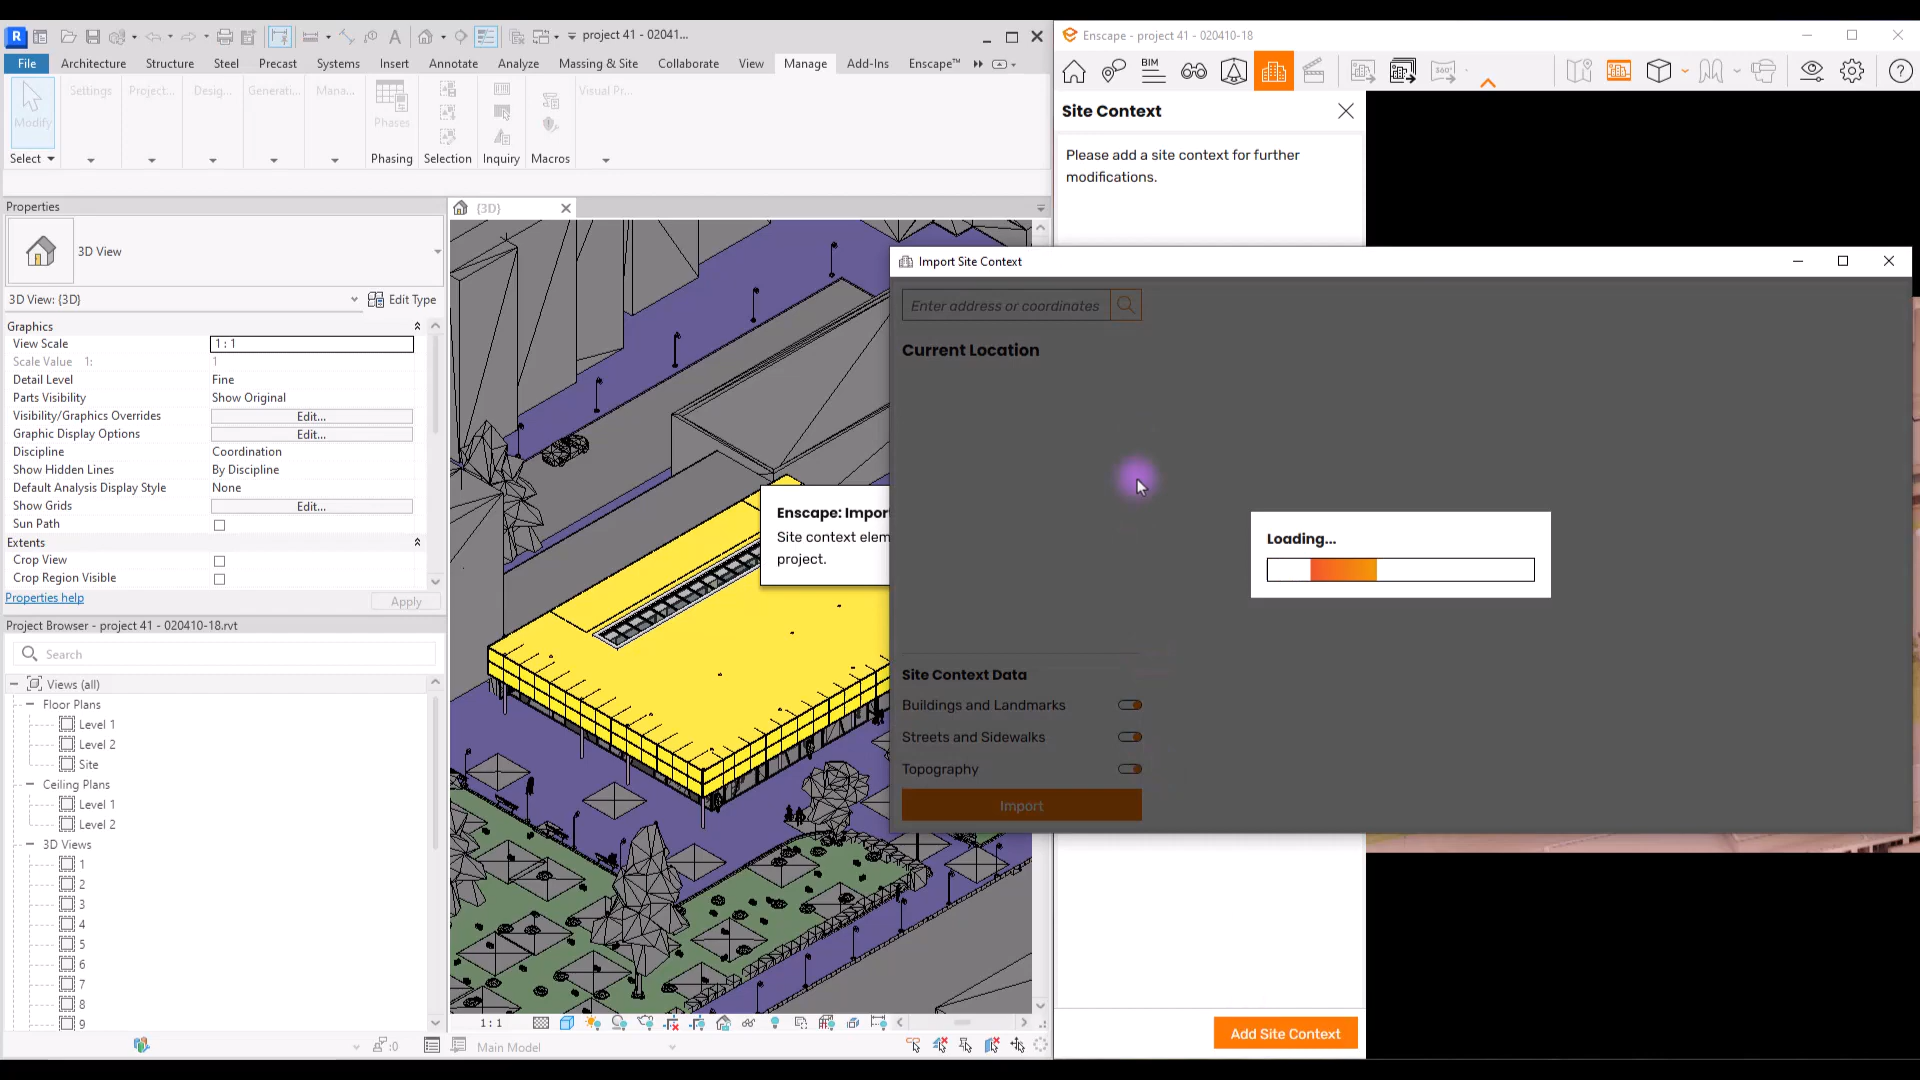 R
project 41 - 02041...
Enscape - project 41 - 020410-18
File Architecture Structure Steel Precast Systems Insert Annotate Analyze Massing & Site Collaborate View Manage Add-Ins Enscape™
BIM
360°
?
Modify
Settings
Project...
Desig...
Generati...
Mana...
Phases
Visual Pr...
Select
Phasing
Selection
Inquiry
Macros
Site Context
Please add a site context for further
modifications.
Properties
{3D}
3D View
3D View: {3D}
Edit Type
Graphics
View Scale 1 : 1
Scale Value 1: 1
Detail Level Fine
Parts Visibility Show Original
Visibility/Graphics Overrides Edit...
Graphic Display Options Edit...
Discipline Coordination
Show Hidden Lines By Discipline
Default Analysis Display Style None
Show Grids Edit...
Sun Path
Extents
Crop View
Crop Region Visible
Properties help
Apply
Project Browser - project 41 - 020410-18.rvt
Search
Views (all)
Floor Plans
Level 1
Level 2
Site
Ceiling Plans
Level 1
Level 2
3D Views
1
2
3
4
5
6
7
8
9
Enscape: Impor
Site context elem
project.
Import Site Context
Enter address or coordinates
Current Location
Loading...
Site Context Data
Buildings and Landmarks
Streets and Sidewalks
Topography
Import
1 : 1
:0
Main Model
Add Site Context